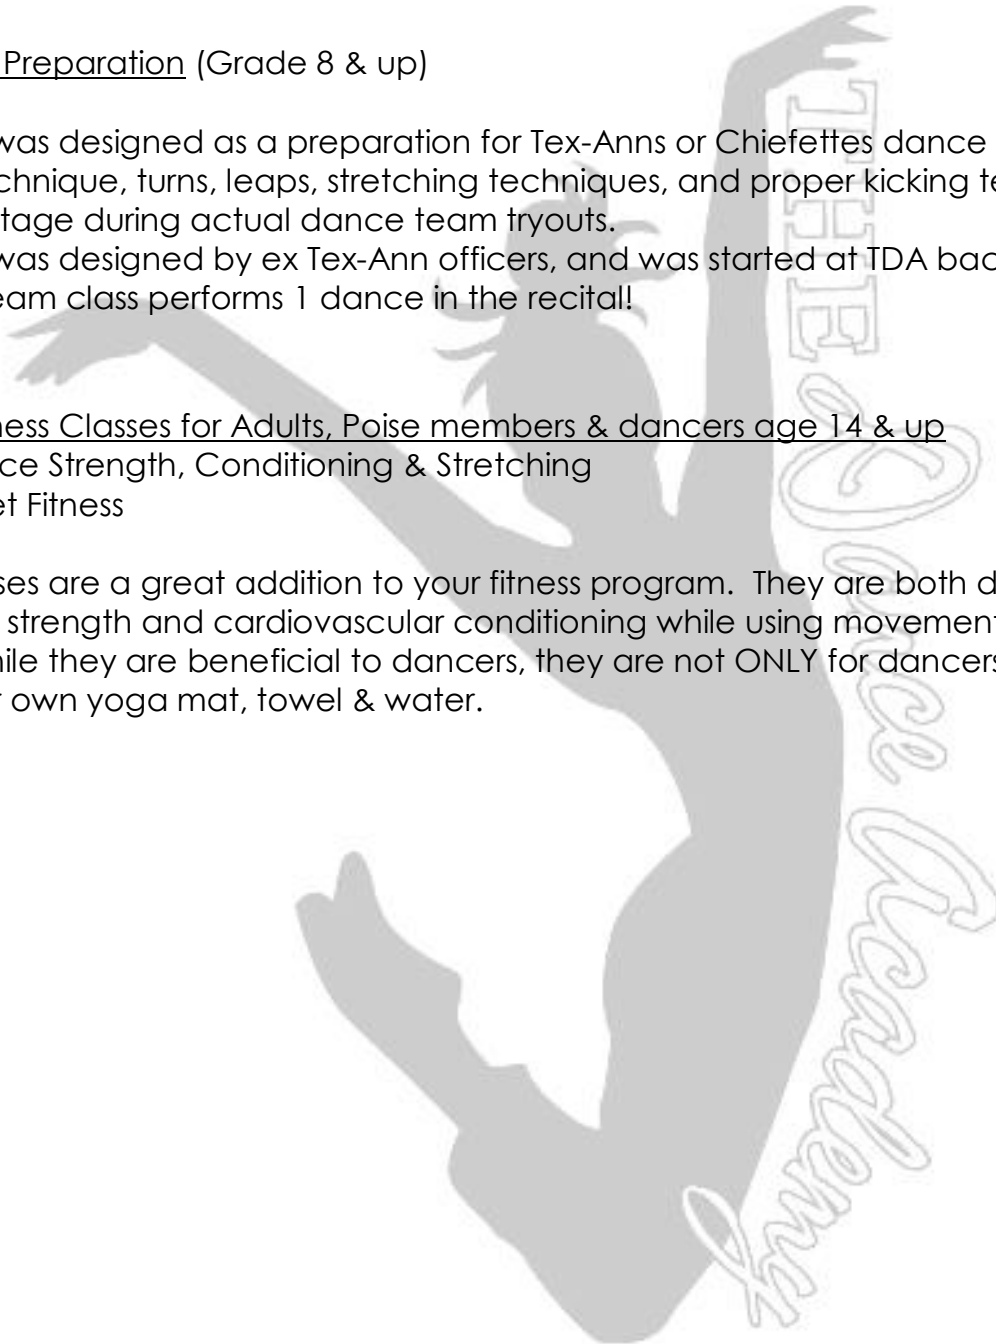 Preparation (Grade 8 & up)
was designed as a preparation for Tex-Anns or Chiefettes dance
chnique, turns, leaps, stretching techniques, and proper kicking te
tage during actual dance team tryouts.
was designed by ex Tex-Ann officers, and was started at TDA bac
eam class performs 1 dance in the recital!
ness Classes for Adults, Poise members & dancers age 14 & up
ce Strength, Conditioning & Stretching
et Fitness
ses are a great addition to your fitness program.  They are both d
strength and cardiovascular conditioning while using movement
hile they are beneficial to dancers, they are not ONLY for dancers
r own yoga mat, towel & water.
THE Dance Academy